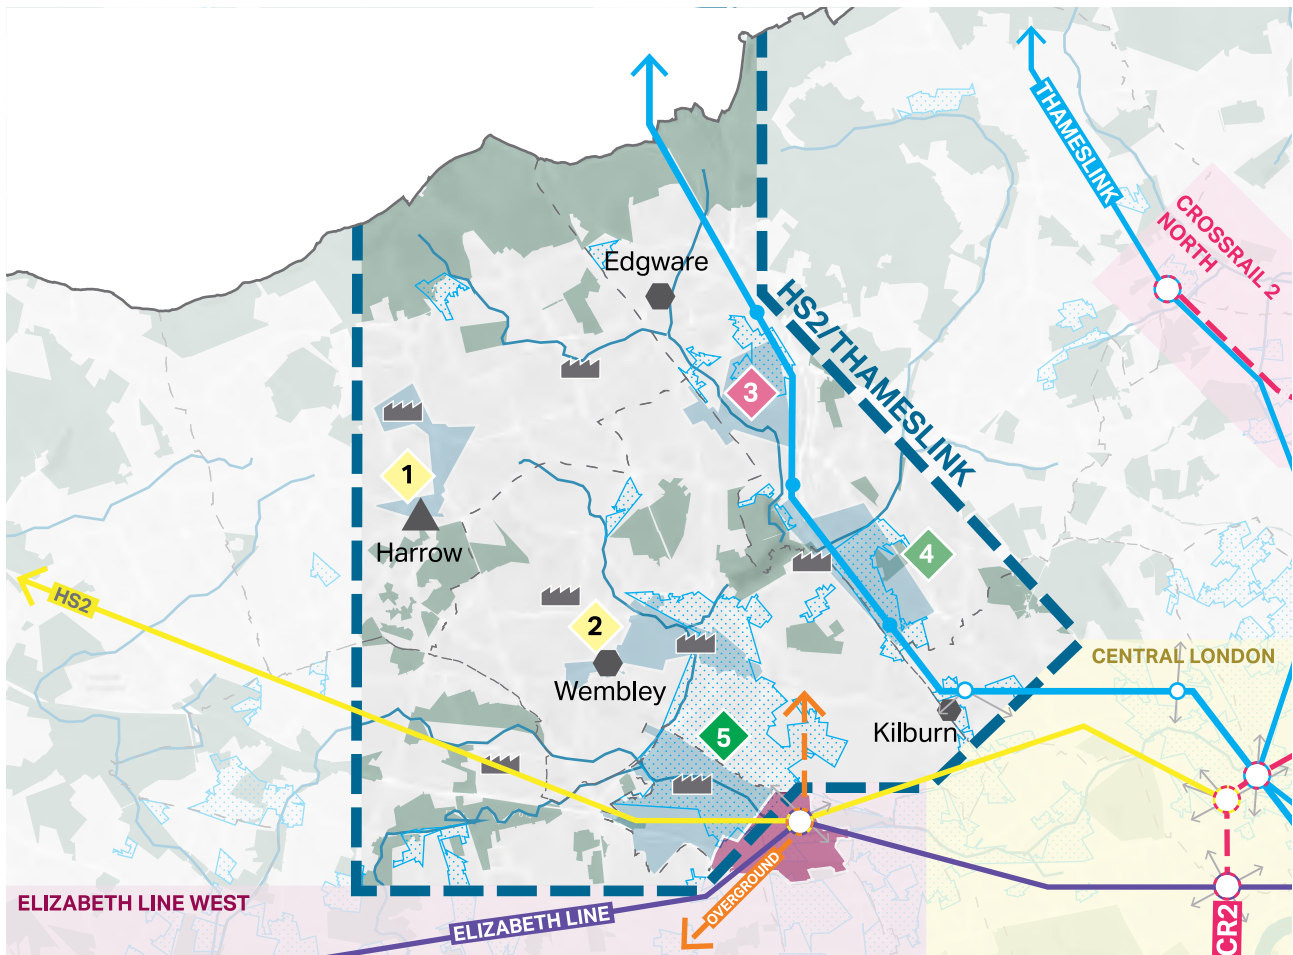 THAMESLINK
CROSSRAIL 2
NORTH
Edgware
HS2/THAMESLINK
3
1
Harrow
4
HS2
2
Wembley
CENTRAL LONDON
Kilburn
5
OVERGROUND
ELIZABETH LINE WEST
ELIZABETH LINE
CR2